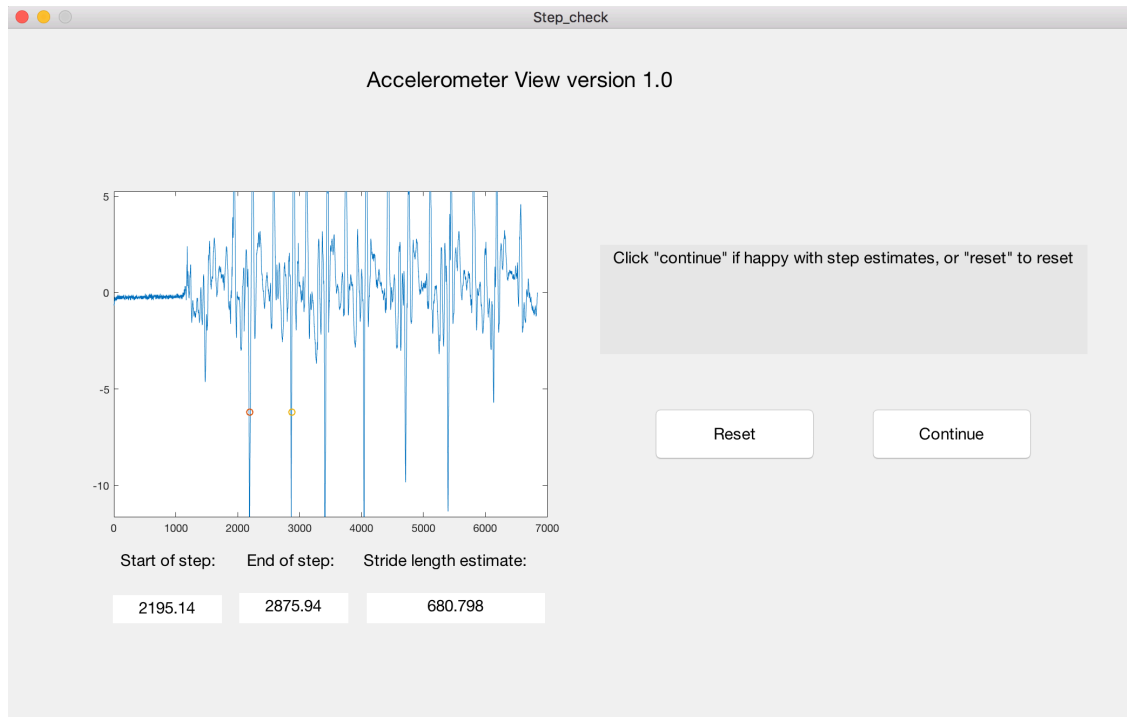 Step_check
Accelerometer View version 1.0
5
0
-5
-10
0 1000 2000 3000 4000 5000 6000 7000
Click "continue" if happy with step estimates, or "reset" to reset
Reset Continue
Start of step: End of step: Stride length estimate:
2195.14 2875.94 680.798